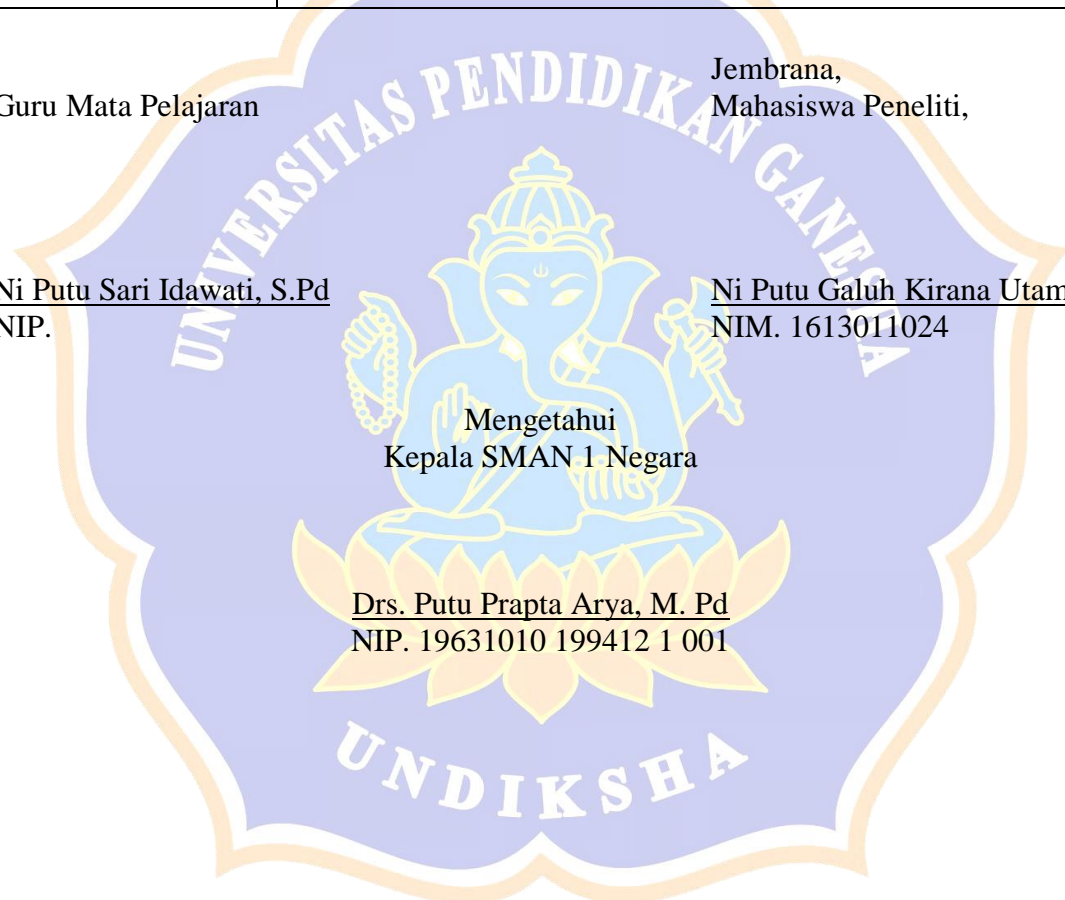 Jembrana,
Guru Mata Pelajaran
Mahasiswa Peneliti,
Ni Putu Sari Idawati, S.Pd
Ni Putu Galuh Kirana
NIP.
NIM. 1613011024
Mengetahui
Kepala SMAN 1 Negara
Drs. Putu Prapta Arya, M. Pd
NIP. 19631010 199412 1 001
UNIVERSITAS PENDIDIKAN GANESHA
UNDIKSHA